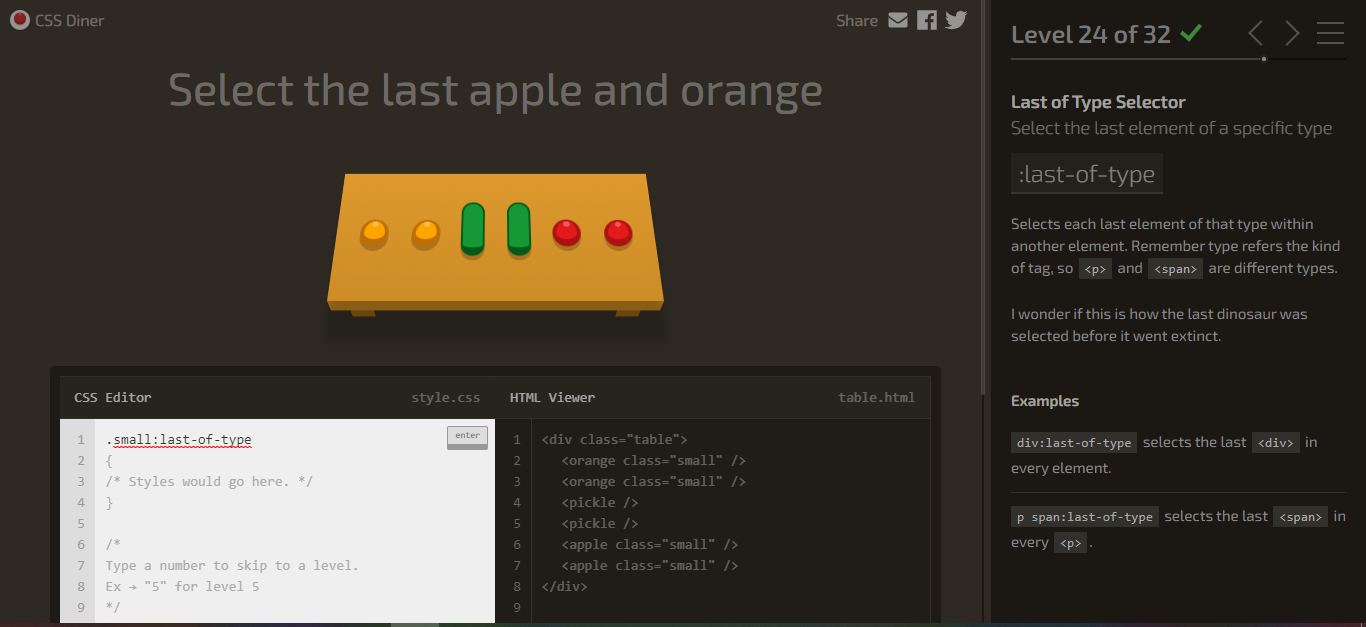 CSS Diner
Share
Select the last apple and orange
CSS Editor
style.css
HTML Viewer
table.html
1 .small:last-of-type
2 {
3 /* Styles would go here. */
4 }
5
6 /*
7 Type a number to skip to a level.
8 Ex → "5" for level 5
9 */
enter
1 <div class="table">
2 <orange class="small" />
3 <orange class="small" />
4 <pickle />
5 <pickle />
6 <apple class="small" />
7 <apple class="small" />
8 </div>
9
Level 24 of 32
Last of Type Selector
Select the last element of a specific type
:last-of-type
Selects each last element of that type within
another element. Remember type refers the kind
of tag, so <p> and <span> are different types.
I wonder if this is how the last dinosaur was
selected before it went extinct.
Examples
div:last-of-type selects the last <div> in
every element.
p span:last-of-type selects the last <span> in
every <p>.